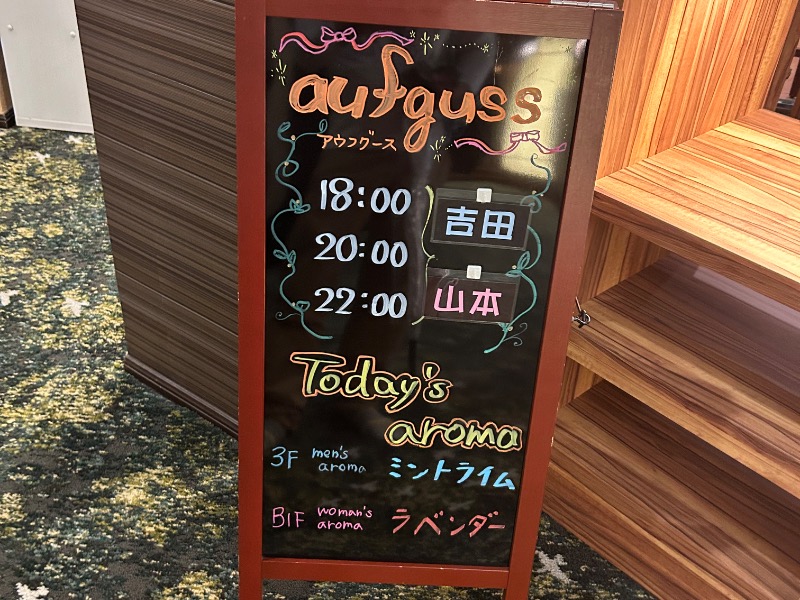 aufguss
アウフグース
18:00
吉田
20:00
22:00
山本
Today's
aroma
3F men's aroma ミントライム
B1F woman's aroma ラベンダー